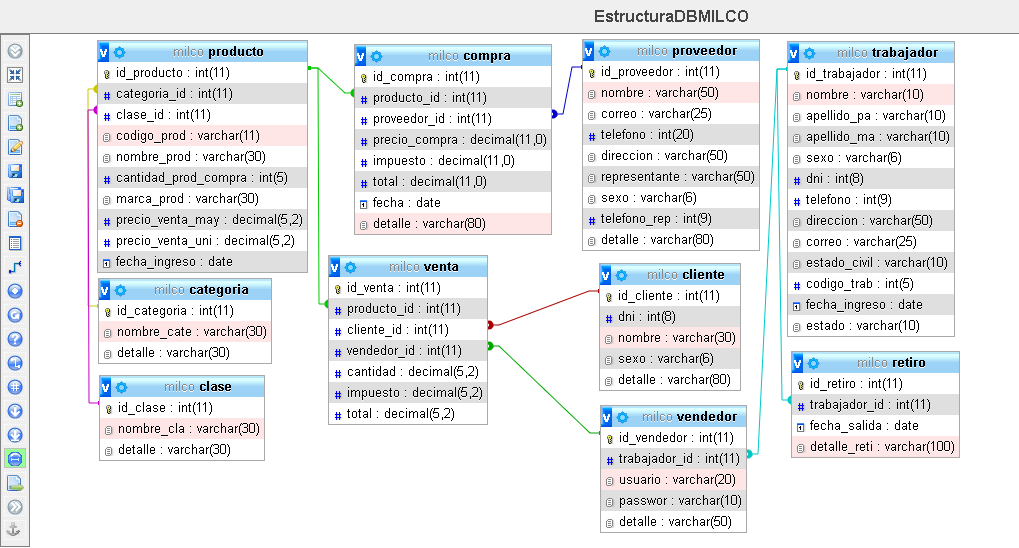 EstructuraDBMILCO
milco producto
id_producto : int(11)
categoria_id : int(11)
clase_id : int(11)
codigo_prod : varchar(11)
nombre_prod : varchar(30)
cantidad_prod_compra : int(5)
marca_prod : varchar(30)
precio_venta_may : decimal(5,2)
precio_venta_uni : decimal(5,2)
fecha_ingreso : date
milco categoria
id_categoria : int(11)
nombre_cate : varchar(30)
detalle : varchar(30)
milco clase
id_clase : int(11)
nombre_cla : varchar(30)
detalle : varchar(30)
milco compra
id_compra : int(11)
producto_id : int(11)
proveedor_id : int(11)
precio_compra : decimal(11,0)
impuesto : decimal(11,0)
total : decimal(11,0)
fecha : date
detalle : varchar(80)
milco venta
id_venta : int(11)
producto_id : int(11)
cliente_id : int(11)
vendedor_id : int(11)
cantidad : decimal(5,2)
impuesto : decimal(5,2)
total : decimal(5,2)
milco proveedor
id_proveedor : int(11)
nombre : varchar(50)
correo : varchar(25)
telefono : int(20)
direccion : varchar(50)
representante : varchar(50)
sexo : varchar(6)
telefono_rep : int(9)
detalle : varchar(80)
milco cliente
id_cliente : int(11)
dni : int(8)
nombre : varchar(30)
sexo : varchar(6)
detalle : varchar(80)
milco vendedor
id_vendedor : int(11)
trabajador_id : int(11)
usuario : varchar(20)
passwor : varchar(10)
detalle : varchar(50)
milco trabajador
id_trabajador : int(11)
nombre : varchar(10)
apellido_pa : varchar(10)
apellido_ma : varchar(10)
sexo : varchar(6)
dni : int(8)
telefono : int(9)
direccion : varchar(50)
correo : varchar(25)
estado_civil : varchar(10)
codigo_trab : int(5)
fecha_ingreso : date
estado : varchar(10)
milco retiro
id_retiro : int(11)
trabajador_id : int(11)
fecha_salida : date
detalle_reti : varchar(100)